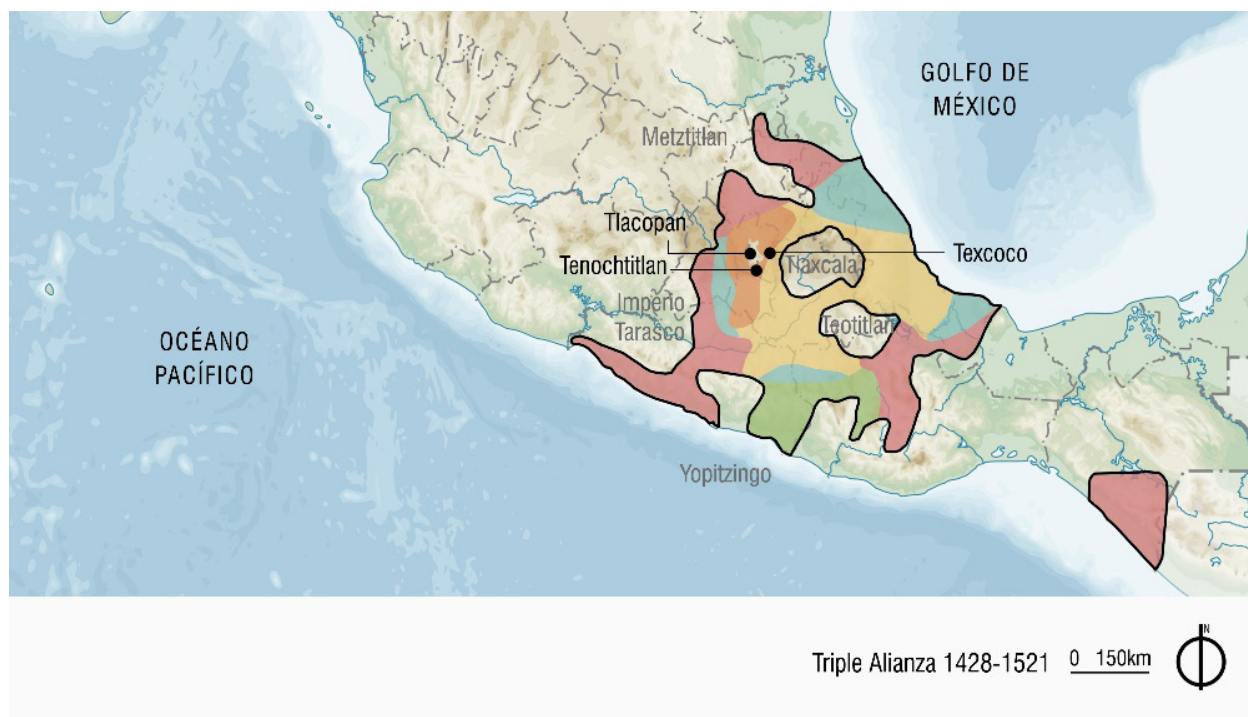 GOLFO DE
MÉXICO
Metztitlan
Tlacopan
Tenochtitlan
Tlaxcala
Texcoco
Imperio
Tarasco
Teotitlan
OCÉANO
PACÍFICO
Yopitzingo
N
Triple Alianza 1428-1521 0 150km